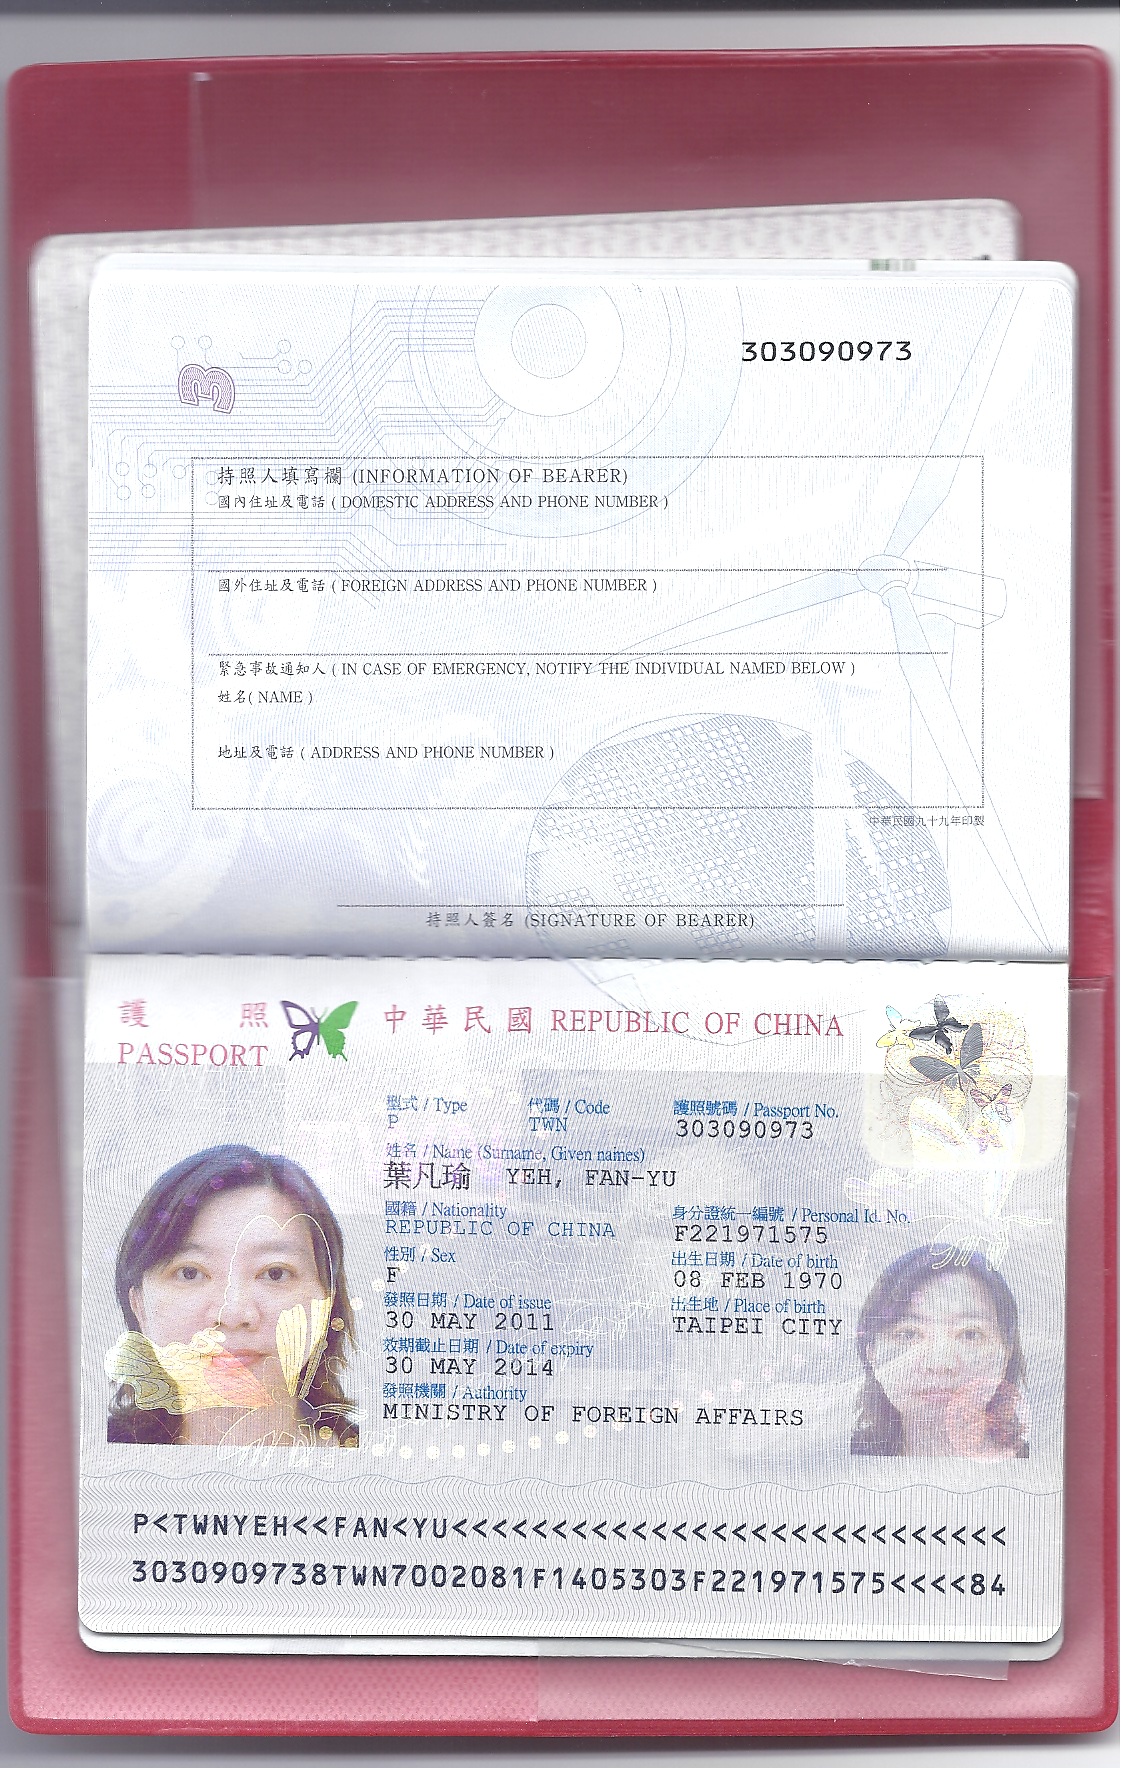 303090973
3
持照人填寫欄 (INFORMATION OF BEARER)
國內住址及電話 ( DOMESTIC ADDRESS AND PHONE NUMBER )
國外住址及電話 ( FOREIGN ADDRESS AND PHONE NUMBER )
緊急事故通知人 ( IN CASE OF EMERGENCY, NOTIFY THE INDIVIDUAL NAMED BELOW )
姓名( NAME )
地址及電話 ( ADDRESS AND PHONE NUMBER )
中華民國九十九年印製
持照人簽名 (SIGNATURE OF BEARER)
護 照 中華民國 REPUBLIC OF CHINA
PASSPORT
型式 / Type 代碼 / Code 護照號碼 / Passport No.
P TWN 303090973
姓名 / Name (Surname, Given names)
葉凡瑜 YEH, FAN-YU
國籍 / Nationality 身分證統一編號 / Personal Id. No.
REPUBLIC OF CHINA F221971575
性別 / Sex 出生日期 / Date of birth
F 08 FEB 1970
發照日期 / Date of issue 出生地 / Place of birth
30 MAY 2011 TAIPEI CITY
效期截止日期 / Date of expiry
30 MAY 2014
發照機關 / Authority
MINISTRY OF FOREIGN AFFAIRS
P<TWNYEH<<FAN<YU<<<<<<<<<<<<<<<<<<<<<<<<<<<<
3030909738TWN7002081F1405303F221971575<<<<84